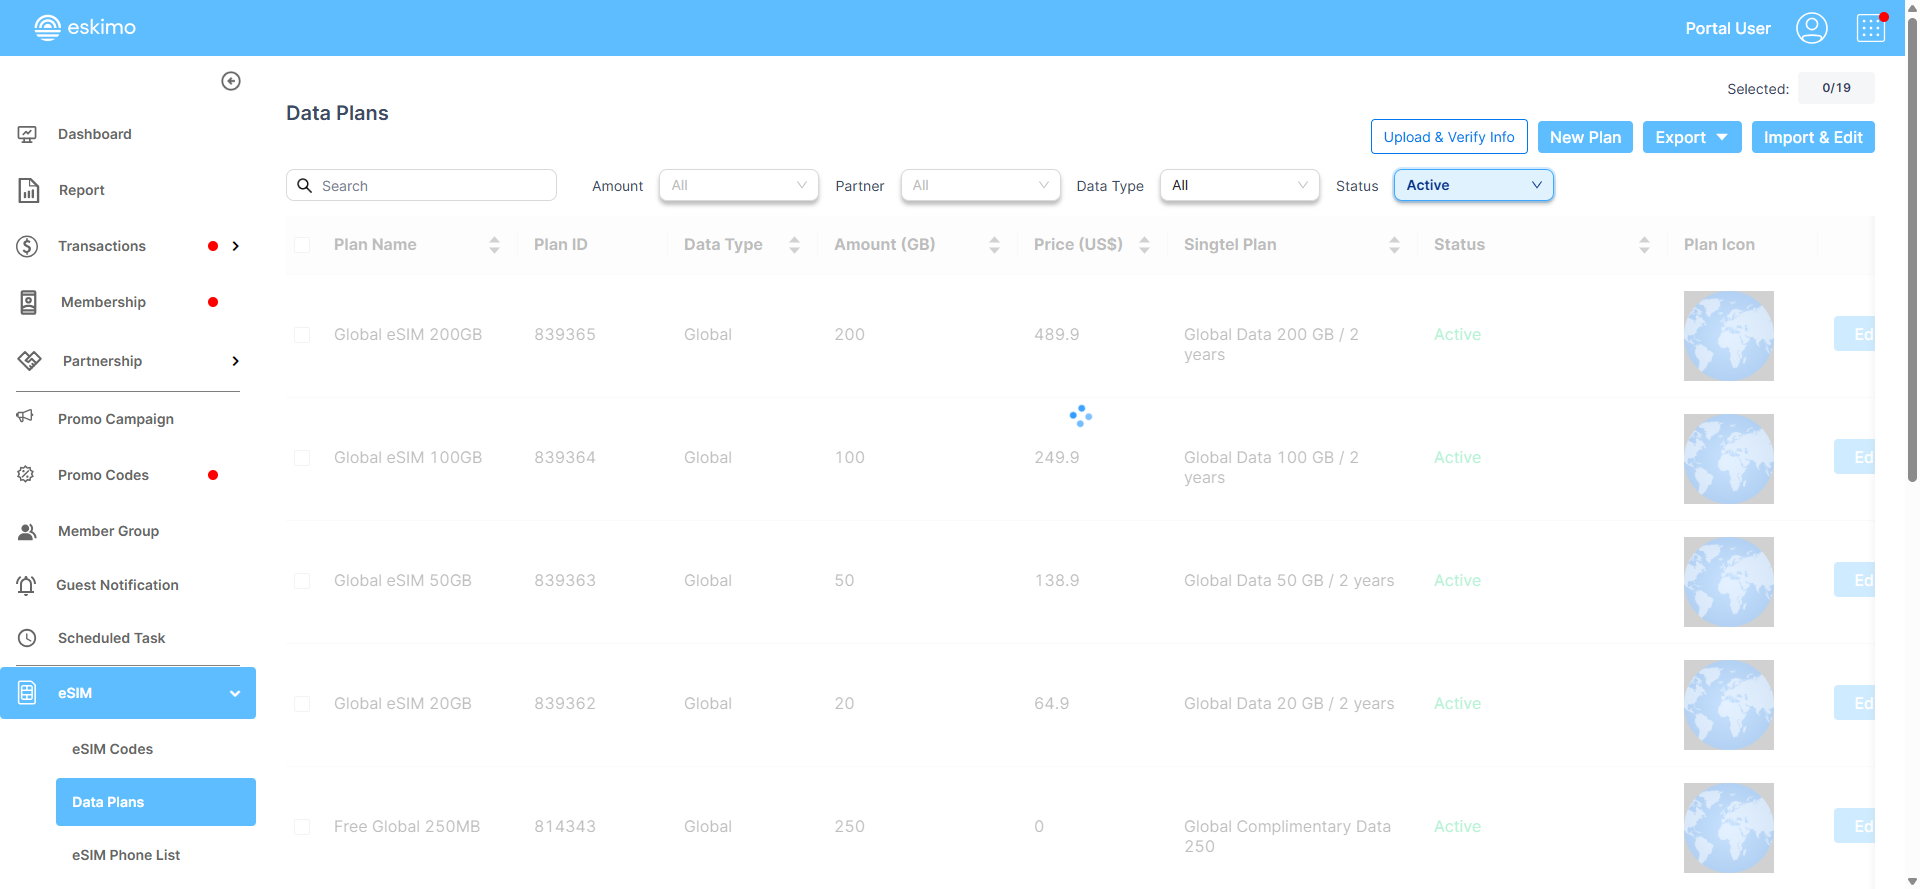 eskimo
Portal User
Selected: 0/19
Data Plans
Upload & Verify Info
New Plan
Export
Import & Edit
Search
Amount All
Partner All
Data Type All
Status Active
Dashboard
Report
Transactions
Membership
Partnership
Promo Campaign
Promo Codes
Member Group
Guest Notification
Scheduled Task
eSIM
eSIM Codes
Data Plans
eSIM Phone List
Plan Name Plan ID Data Type Amount (GB) Price (US$) Singtel Plan Status Plan Icon
Global eSIM 200GB 839365 Global 200 489.9 Global Data 200 GB / 2 Active Ed
years
Global eSIM 100GB 839364 Global 100 249.9 Global Data 100 GB / 2 Active Ed
years
Global eSIM 50GB 839363 Global 50 138.9 Global Data 50 GB / 2 years Active Ed
Global eSIM 20GB 839362 Global 20 64.9 Global Data 20 GB / 2 years Active Ed
Free Global 250MB 814343 Global 250 0 Global Complimentary Data Active Ed
250